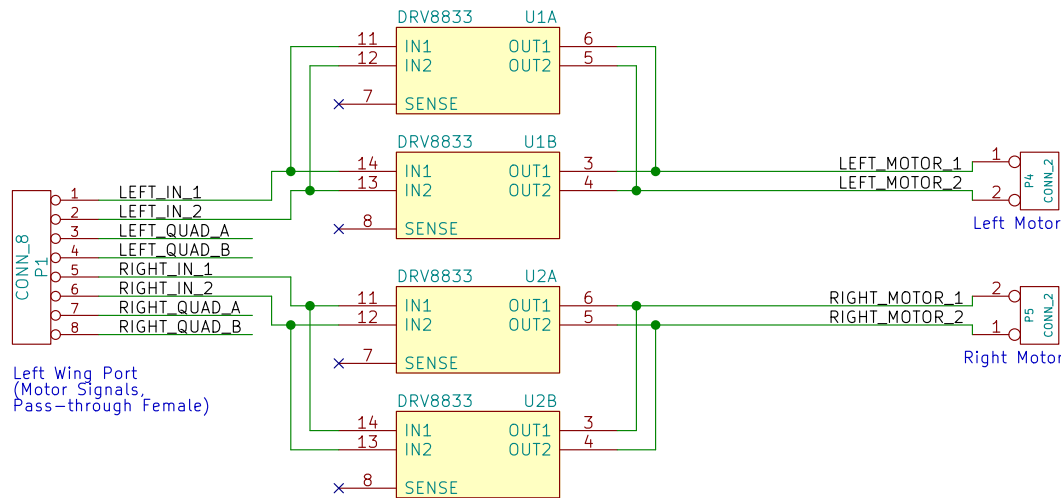 DRV8833 U1A
11 IN1 OUT1 6
12 IN2 OUT2 5
7 SENSE
DRV8833 U1B
14 IN1 OUT1 3
13 IN2 OUT2 4
8 SENSE
LEFT_MOTOR_1
LEFT_MOTOR_2
1
2
P4
CONN_2
Left Motor
CONN_8
P1
1 LEFT_IN_1
2 LEFT_IN_2
3 LEFT_QUAD_A
4 LEFT_QUAD_B
5 RIGHT_IN_1
6 RIGHT_IN_2
7 RIGHT_QUAD_A
8 RIGHT_QUAD_B
Left Wing Port
(Motor Signals,
Pass-through Female)
DRV8833 U2A
11 IN1 OUT1 6
12 IN2 OUT2 5
7 SENSE
RIGHT_MOTOR_1
RIGHT_MOTOR_2
2
1
P5
CONN_2
Right Motor
DRV8833 U2B
14 IN1 OUT1 3
13 IN2 OUT2 4
8 SENSE